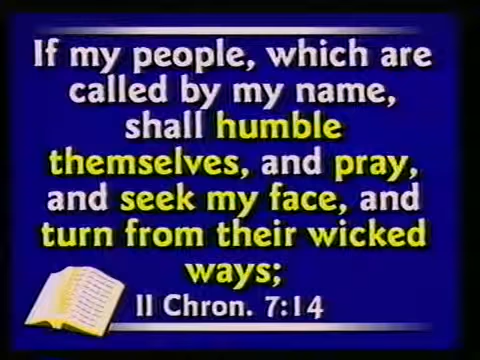 If my people, which are
called by my name,
shall humble
themselves, and pray,
and seek my face, and
turn from their wicked
ways;
II Chron. 7:14